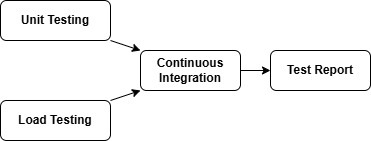 Unit Testing
Continuous
Integration
Test Report
Load Testing